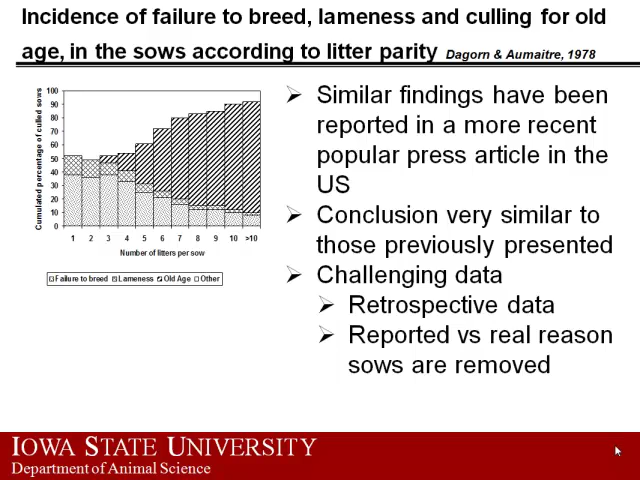 Incidence of failure to breed, lameness and culling for old
age, in the sows according to litter parity Dagorn & Aumaitre, 1978
Cumulated percentage of culled sows
100
90
80
70
60
50
40
30
20
10
0
1 2 3 4 5 6 7 8 9 10 >10
Number of litters per sow
Failure to breed Lameness Old Age Other
➢ Similar findings have been
reported in a more recent
popular press article in the
US
➢ Conclusion very similar to
those previously presented
➢ Challenging data
➢ Retrospective data
➢ Reported vs real reason
sows are removed
IOWA STATE UNIVERSITY
Department of Animal Science